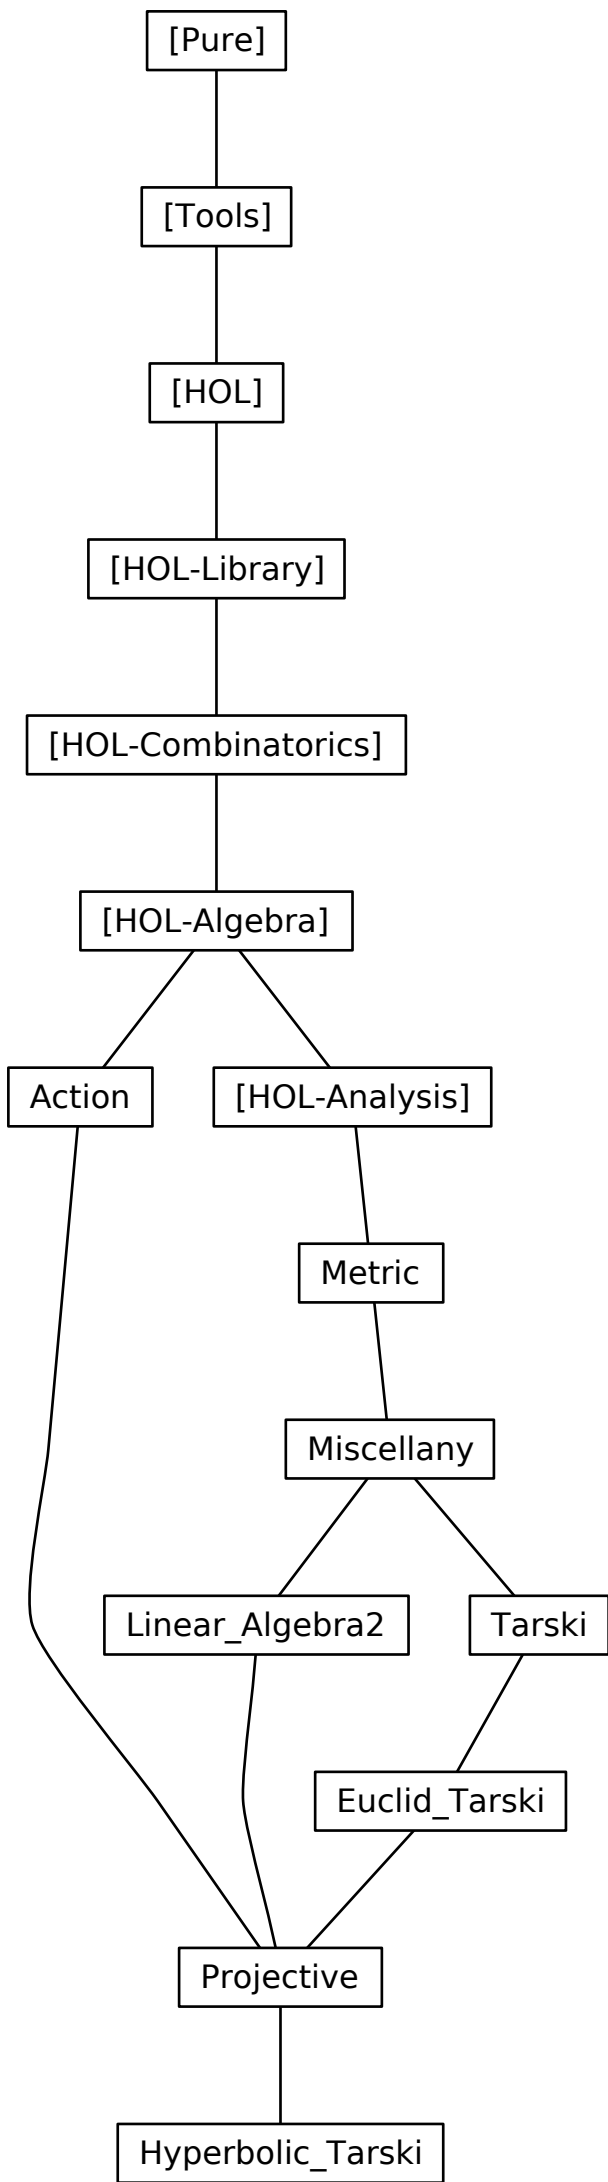 [Pure]
[Tools]
[HOL]
[HOL-Library]
[HOL-Combinatorics]
[HOL-Algebra]
Action
[HOL-Analysis]
Metric
Miscellany
Linear_Algebra2
Tarski
Euclid_Tarski
Projective
Hyperbolic_Tarski